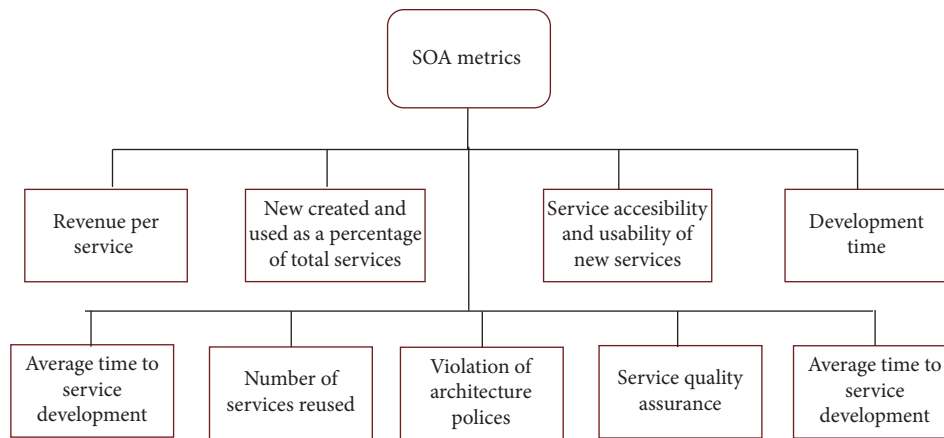 SOA metrics
Revenue per
service
New created and
used as a percentage
of total services
Service accesibility
and usability of
new services
Development
time
Average time to
service
development
Number of
services reused
Violation of
architecture
polices
Service quality
assurance
Average time to
service
development